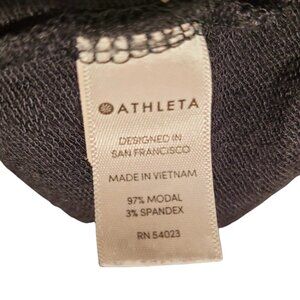 ATHLETA
DESIGNED IN
SAN FRANCISCO
MADE IN VIETNAM
97% MODAL
3% SPANDEX
RN 54023